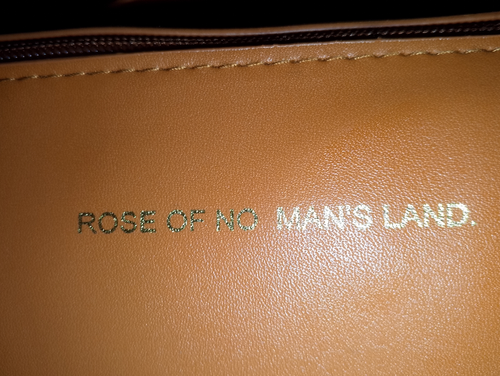 ROSE OF NO MAN'S LAND.